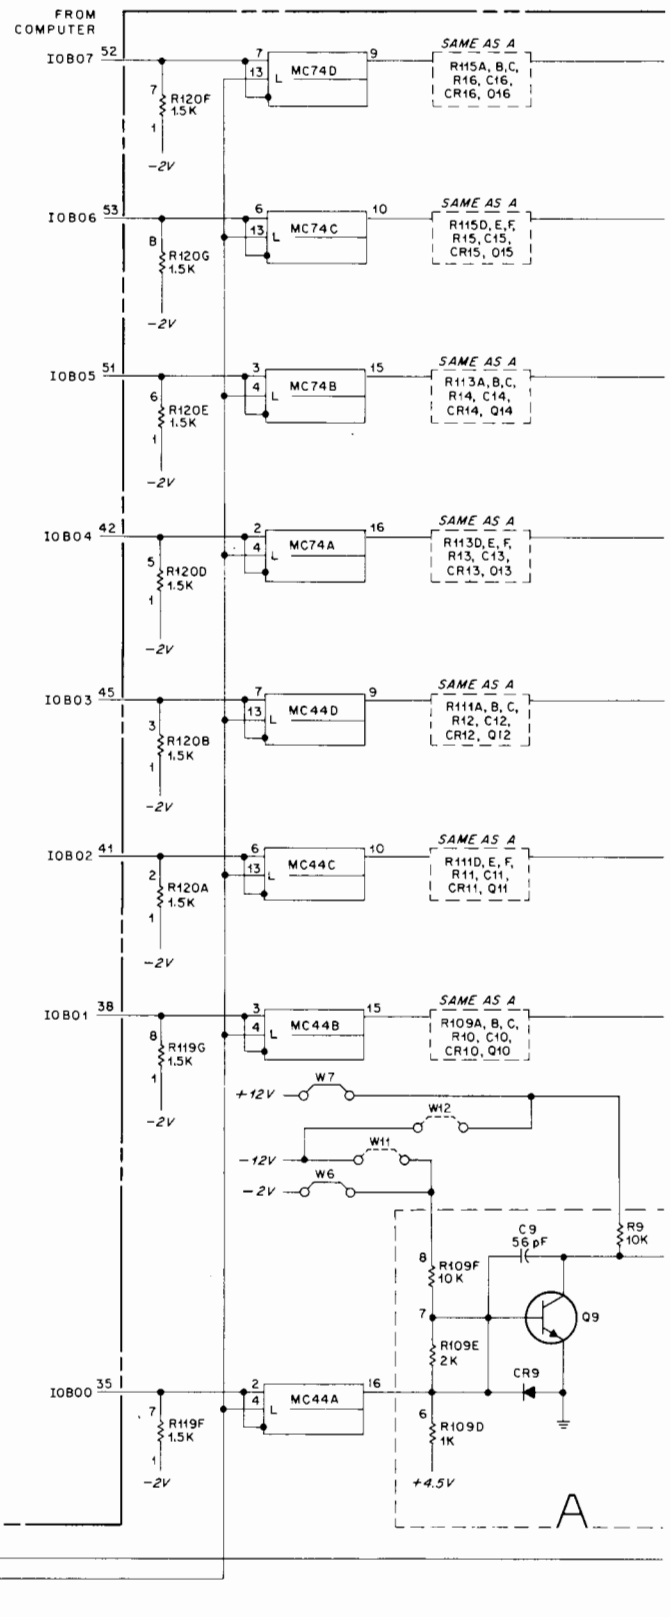 FROM
COMPUTER
IOBO7 52
7
R120F
1.5K
1
-2V
7
13
L
MC74D
9
SAME AS A
R115A, B,C,
R16, C16,
CR16, Q16
IOBO6 53
8
R120G
1.5K
-2V
6
13
L
MC74C
10
SAME AS A
R115D, E,F,
R15, C15,
CR15, Q15
IOBO5 51
6
R120E
1.5K
1
-2V
3
4
L
MC74B
15
SAME AS A
R113A, B,C,
R14, C14,
CR14, Q14
IOBO4 42
5
R120D
1.5K
1
-2V
2
4
L
MC74A
16
SAME AS A
R113D, E, F,
R13, C13,
CR13, Q13
IOBO3 45
3
R120B
1.5K
1
-2V
7
13
L
MC44D
9
SAME AS A
R111A, B, C,
R12, C12,
CR12, Q12
IOBO2 41
2
R120A
1.5K
1
-2V
6
13
L
MC44C
10
SAME AS A
R111D, E, F,
R11, C11,
CR11, Q11
IOBO1 38
8
R119G
1.5K
1
-2V
3
4
L
MC44B
15
SAME AS A
R109A, B, C,
R10, C10,
CR10, Q10
+12V
W7
W12
-12V
W11
-2V
W6
R9
10K
C9
56 pF
8
R109F
10K
7
Q9
R109E
2K
CR9
IOBOO 35
7
R119F
1.5K
1
-2V
2
4
L
MC44A
16
6
R109D
1K
+4.5V
A